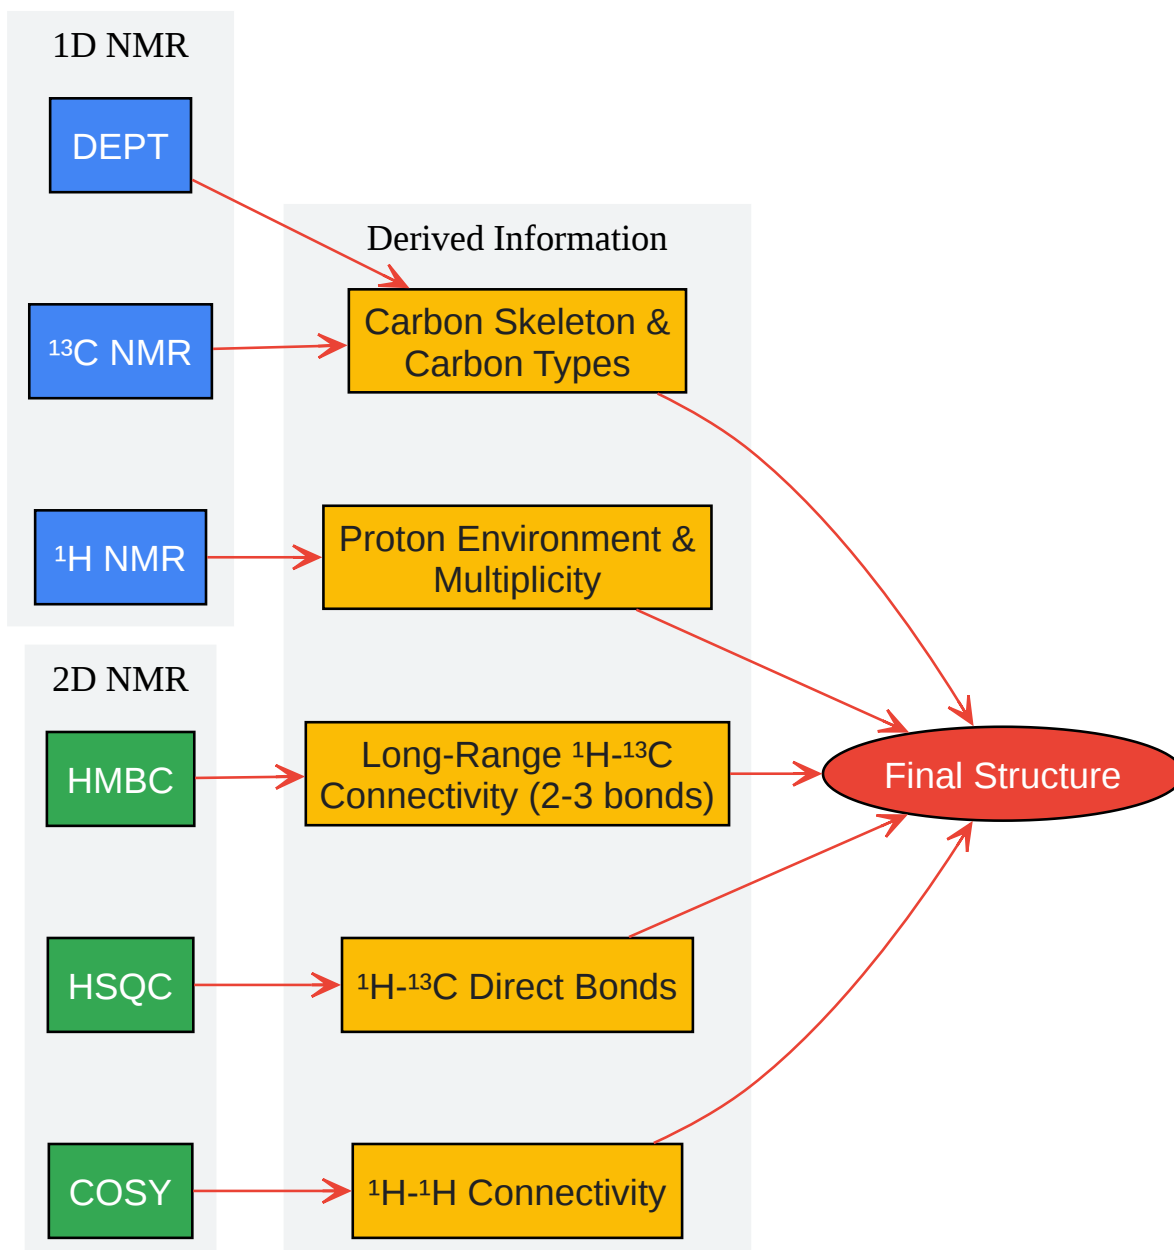 1D NMR
DEPT
¹³C NMR
¹H NMR
2D NMR
HMBC
HSQC
COSY
Derived Information
Carbon Skeleton &
Carbon Types
Proton Environment &
Multiplicity
Long-Range ¹H-¹³C
Connectivity (2-3 bonds)
¹H-¹³C Direct Bonds
¹H-¹H Connectivity
Final Structure